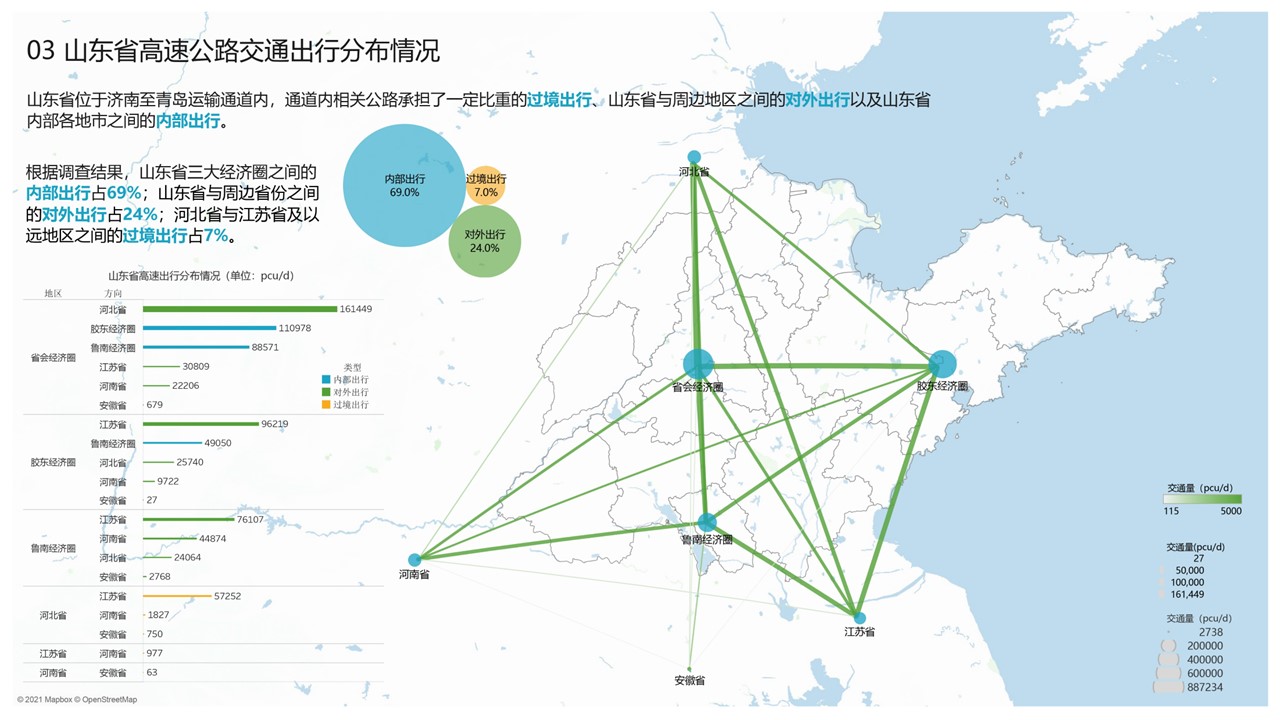 03 山东省高速公路交通出行分布情况
山东省位于济南至青岛运输通道内，通道内相关公路承担了一定比重的过境出行、山东省与周边地区之间的对外出行以及山东省
内部各地市之间的内部出行。
根据调查结果，山东省三大经济圈之间的
内部出行占69%；山东省与周边省份之间
的对外出行占24%；河北省与江苏省及以
远地区之间的过境出行占7%。
内部出行
69.0%
过境出行
7.0%
对外出行
24.0%
山东省高速出行分布情况（单位：pcu/d）
地区 方向
省会经济圈
河北省 161449
胶东经济圈 110978
鲁南经济圈 88571
江苏省 30809
河南省 22206
安徽省 679
胶东经济圈
江苏省 96219
鲁南经济圈 49050
河北省 25740
河南省 9722
安徽省 27
鲁南经济圈
江苏省 76107
河南省 44874
河北省 24064
安徽省 2768
河北省
江苏省 57252
河南省 1827
安徽省 750
江苏省 河南省 977
河南省 安徽省 63
类型
内部出行
对外出行
过境出行
河北省
省会经济圈
胶东经济圈
鲁南经济圈
河南省
江苏省
安徽省
交通量（pcu/d）
115 5000
交通量(pcu/d)
27
50,000
100,000
161,449
交通量（pcu/d）
2738
200000
400000
600000
887234
© 2021 Mapbox © OpenStreetMap